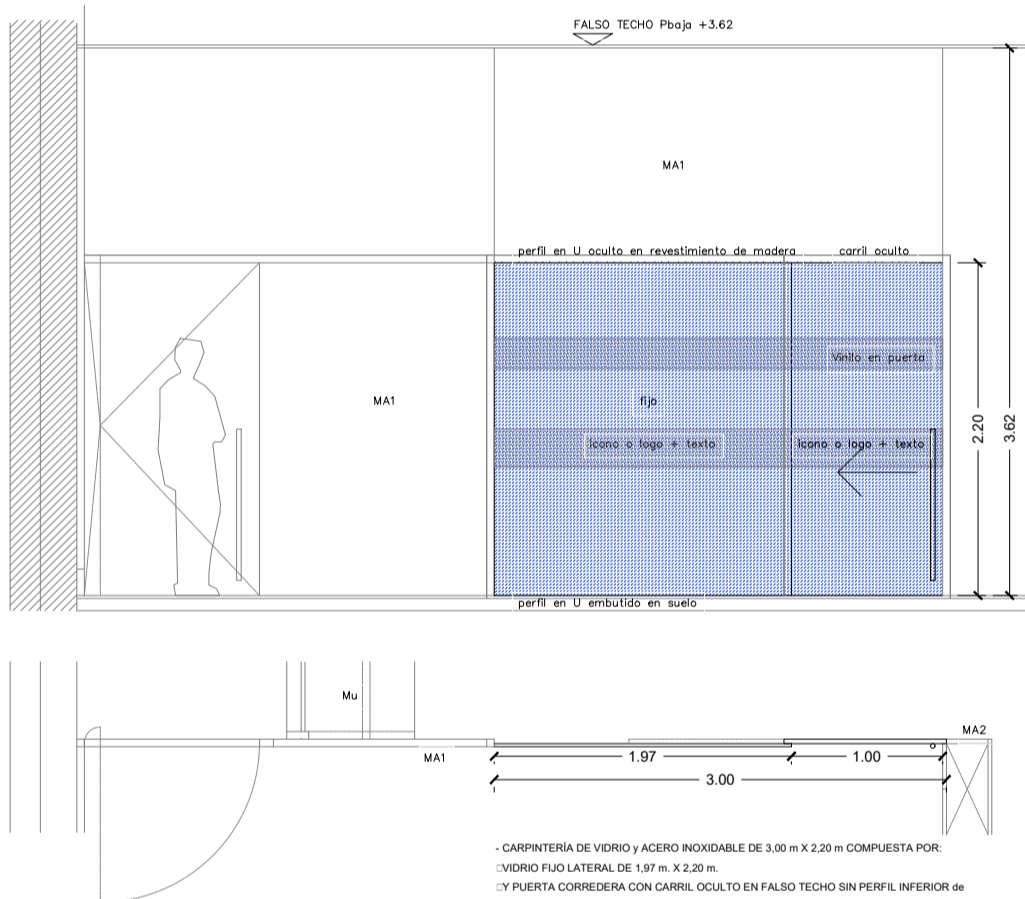 FALSO TECHO Pbaja +3.62
MA1
perfil en U oculto en revestimiento de madera
carril oculto
Vinilo en puerta
MA1
fijo
icono o logo + texto
icono o logo + texto
2.20
3.62
perfil en U embutido en suelo
Mu
MA1
MA2
1.97
1.00
3.00
- CARPINTERÍA DE VIDRIO y ACERO INOXIDABLE DE 3,00 m X 2,20 m COMPUESTA POR:
□VIDRIO FIJO LATERAL DE 1,97 m. X 2,20 m.
□Y PUERTA CORREDERA CON CARRIL OCULTO EN FALSO TECHO SIN PERFIL INFERIOR de